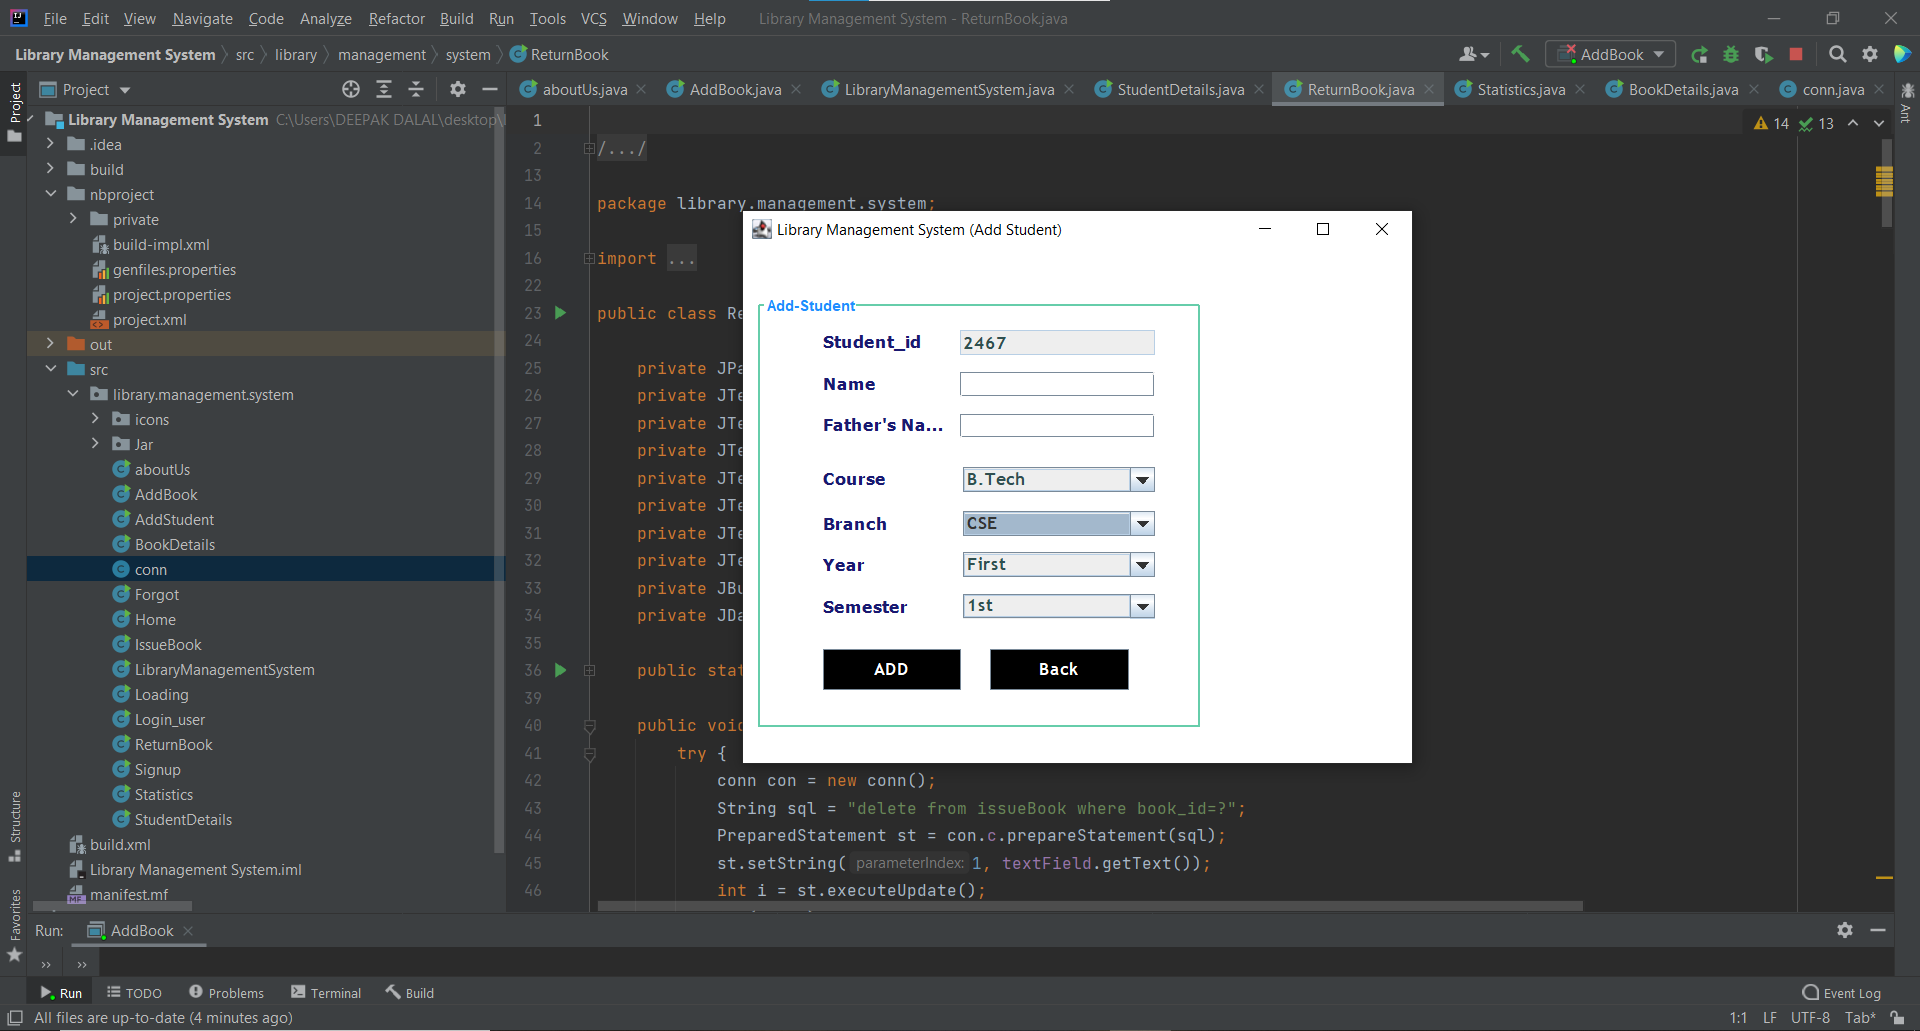 File Edit View Navigate Code Analyze Refactor Build Run Tools VCS Window Help Library Management System - ReturnBook.java
Library Management System src library management system ReturnBook AddBook
Project
aboutUs.java AddBook.java LibraryManagementSystem.java StudentDetails.java ReturnBook.java Statistics.java BookDetails.java conn.java
Project
Ant
Structure
Favorites
Library Management System C:\Users\DEEPAK DALAL\desktop\
.idea
build
nbproject
private
build-impl.xml
genfiles.properties
project.properties
project.xml
out
src
library.management.system
icons
Jar
aboutUs
AddBook
AddStudent
BookDetails
conn
Forgot
Home
IssueBook
LibraryManagementSystem
Loading
Login_user
ReturnBook
Signup
Statistics
StudentDetails
build.xml
Library Management System.iml
manifest.mf
14 13
1
2 /.../
13
14 package library.management.system;
15
16 import ...
22
23 public class Re
24
25 private JPa
26 private JTe
27 private JTe
28 private JTe
29 private JTe
30 private JTe
31 private JTe
32 private JTe
33 private JBu
34 private JDa
35
36 public stat
39
40 public void
41 try {
42 conn con = new conn();
43 String sql = "delete from issueBook where book_id=?";
44 PreparedStatement st = con.c.prepareStatement(sql);
45 st.setString( parameterIndex: 1, textField.getText());
46 int i = st.executeUpdate();
Library Management System (Add Student)
Add-Student
Student_id 2467
Name
Father's Na...
Course B.Tech
Branch CSE
Year First
Semester 1st
ADD Back
Run: AddBook
Run TODO Problems Terminal Build Event Log
All files are up-to-date (4 minutes ago) 1:1 LF UTF-8 Tab*